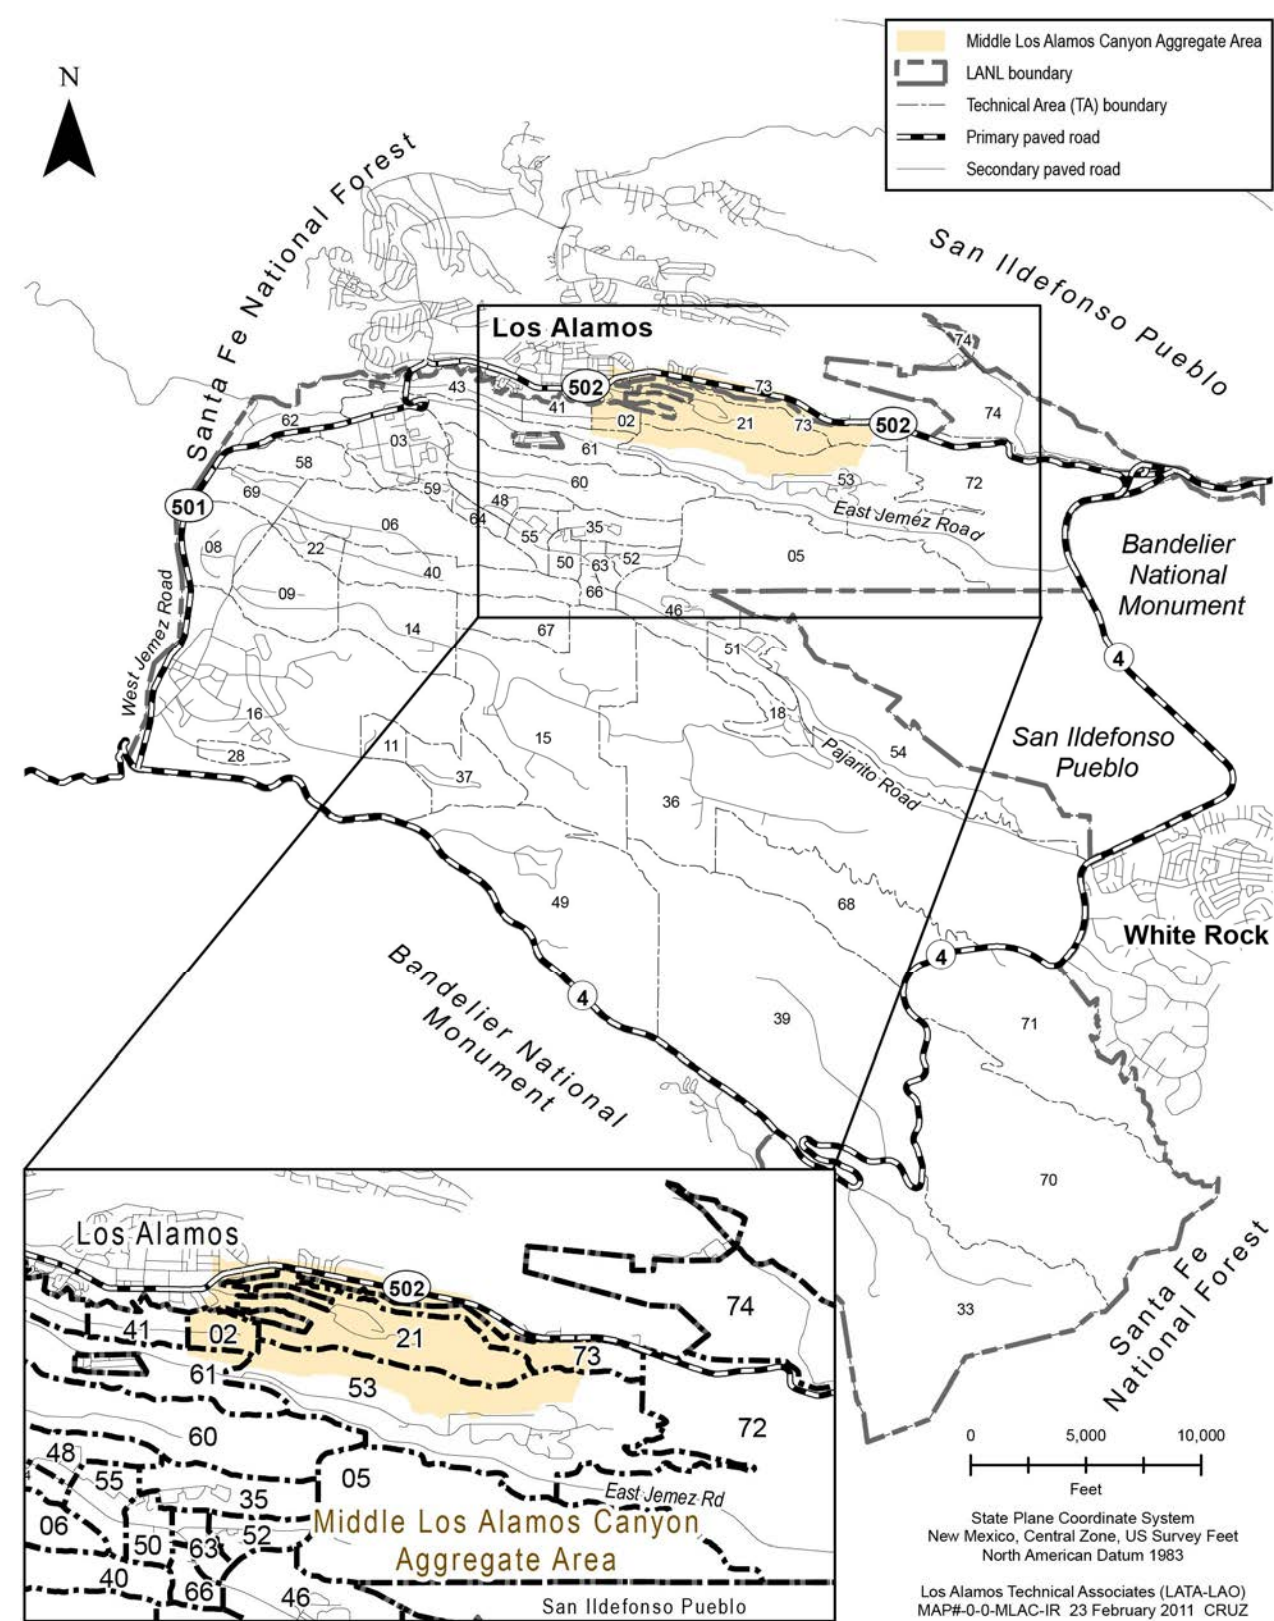 Middle Los Alamos Canyon Aggregate Area
LANL boundary
Technical Area (TA) boundary
Primary paved road
Secondary paved road
N
Santa Fe National Forest
San Ildefonso Pueblo
Los Alamos
74
502
73
43
41
02
21
73
502
74
62
03
61
58
60
53
72
59
69
48
East Jemez Road
501
64
06
35
55
08
22
05
Bandelier
National
Monument
50
63
52
40
66
09
46
West Jemez Road
14
67
51
4
16
18
28
11
15
54
San Ildefonso
Pueblo
37
Pajarito Road
36
49
68
White Rock
4
Bandelier National
Monument
4
39
71
70
33
Santa Fe
National Forest
Los Alamos
502
74
41
02
21
73
61
53
72
60
48
55
05
35
East Jemez Rd
06
52
Middle Los Alamos Canyon
Aggregate Area
50
63
40
66
46
San Ildefonso Pueblo
0 5,000 10,000
Feet
State Plane Coordinate System
New Mexico, Central Zone, US Survey Feet
North American Datum 1983
Los Alamos Technical Associates (LATA-LAO)
MAP#-0-0-MLAC-IR 23 February 2011 CRUZ